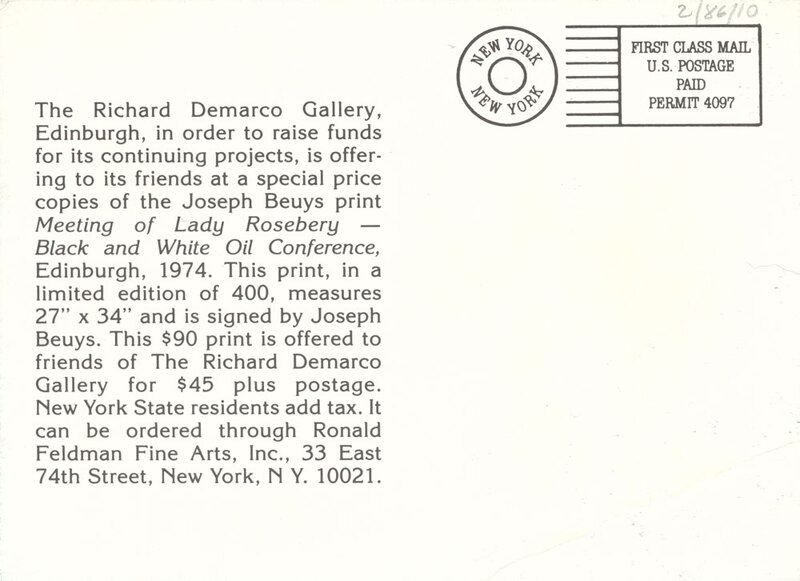 2/86/10
NEW YORK
NEW YORK
FIRST CLASS MAIL
U.S. POSTAGE
PAID
PERMIT 4097
The Richard Demarco Gallery,
Edinburgh, in order to raise funds
for its continuing projects, is offer-
ing to its friends at a special price
copies of the Joseph Beuys print
Meeting of Lady Rosebery —
Black and White Oil Conference,
Edinburgh, 1974. This print, in a
limited edition of 400, measures
27” x 34” and is signed by Joseph
Beuys. This $90 print is offered to
friends of The Richard Demarco
Gallery for $45 plus postage.
New York State residents add tax. It
can be ordered through Ronald
Feldman Fine Arts, Inc., 33 East
74th Street, New York, N Y. 10021.